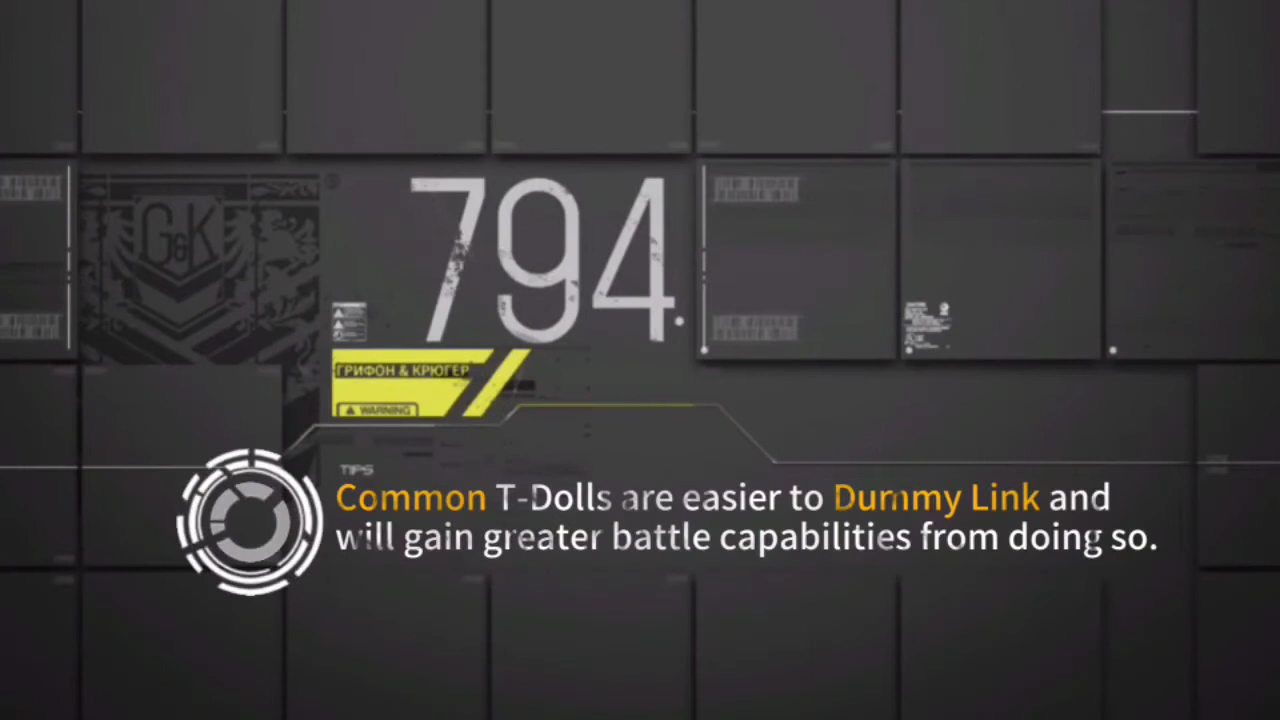 G&K
794.
ГРИФОН & КРЮГЕР
WARNING
TIPS
Common T-Dolls are easier to Dummy Link and
will gain greater battle capabilities from doing so.